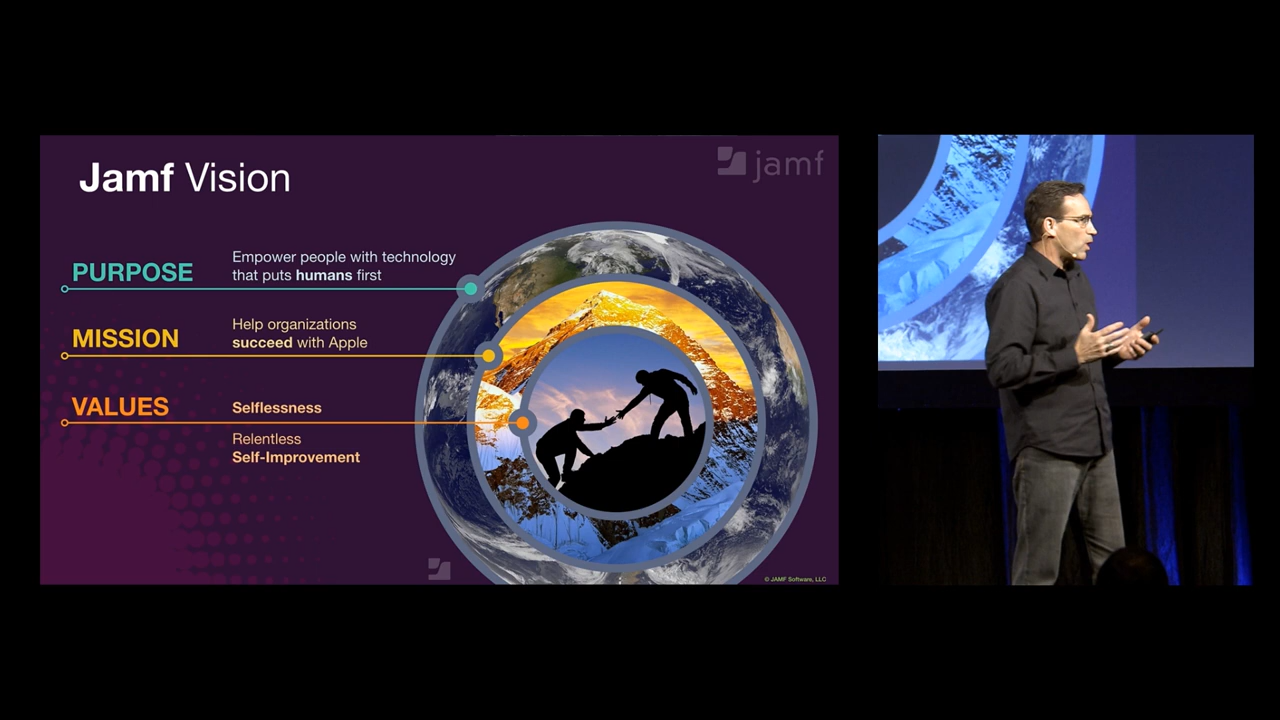 Jamf Vision
jamf
PURPOSE
Empower people with technology
that puts humans first
MISSION
Help organizations
succeed with Apple
VALUES
Selflessness
Relentless
Self-Improvement
© JAMF Software, LLC